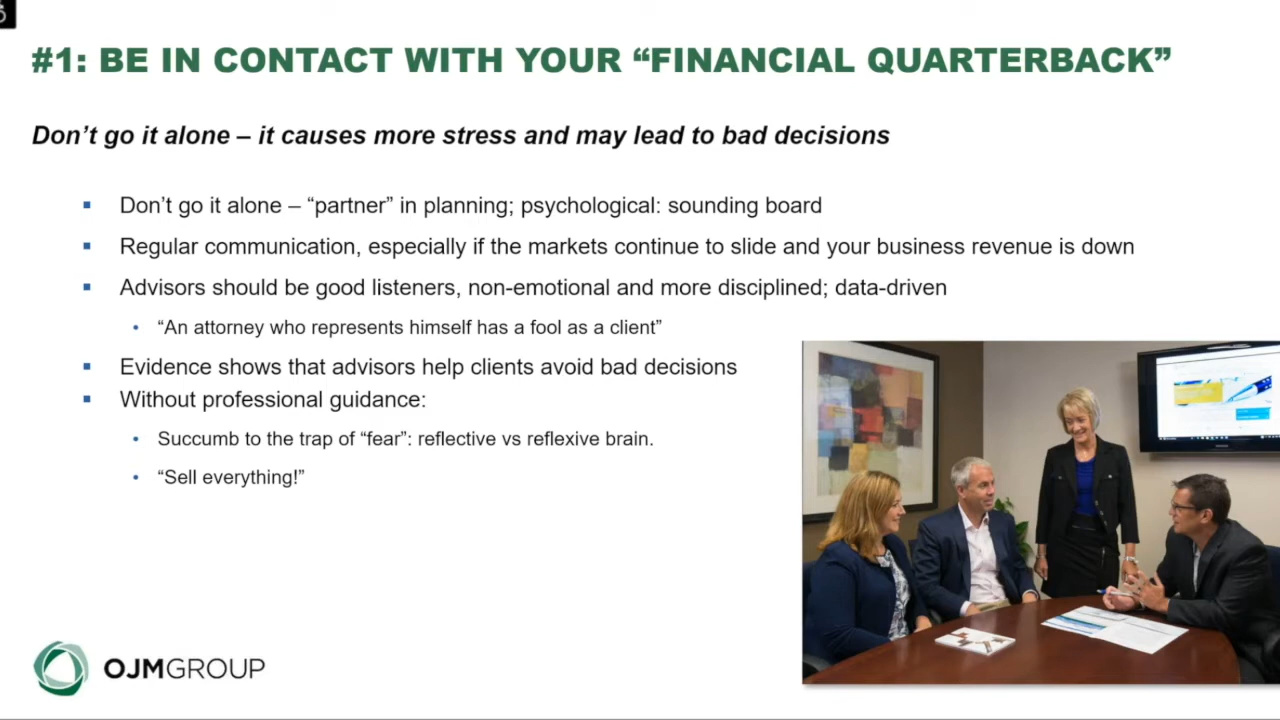 #1: BE IN CONTACT WITH YOUR “FINANCIAL QUARTERBACK”
Don’t go it alone – it causes more stress and may lead to bad decisions
Don’t go it alone – “partner” in planning; psychological: sounding board
Regular communication, especially if the markets continue to slide and your business revenue is down
Advisors should be good listeners, non-emotional and more disciplined; data-driven
“An attorney who represents himself has a fool as a client”
Evidence shows that advisors help clients avoid bad decisions
Without professional guidance:
Succumb to the trap of “fear”: reflective vs reflexive brain.
“Sell everything!”
OJMGROUP